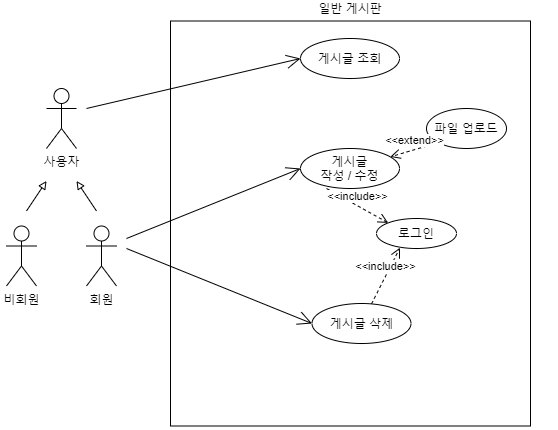 일반 게시판
게시글 조회
사용자
파일 업로드
<<extend>>
게시글
작성 / 수정
<<include>>
로그인
비회원
회원
<<include>>
게시글 삭제